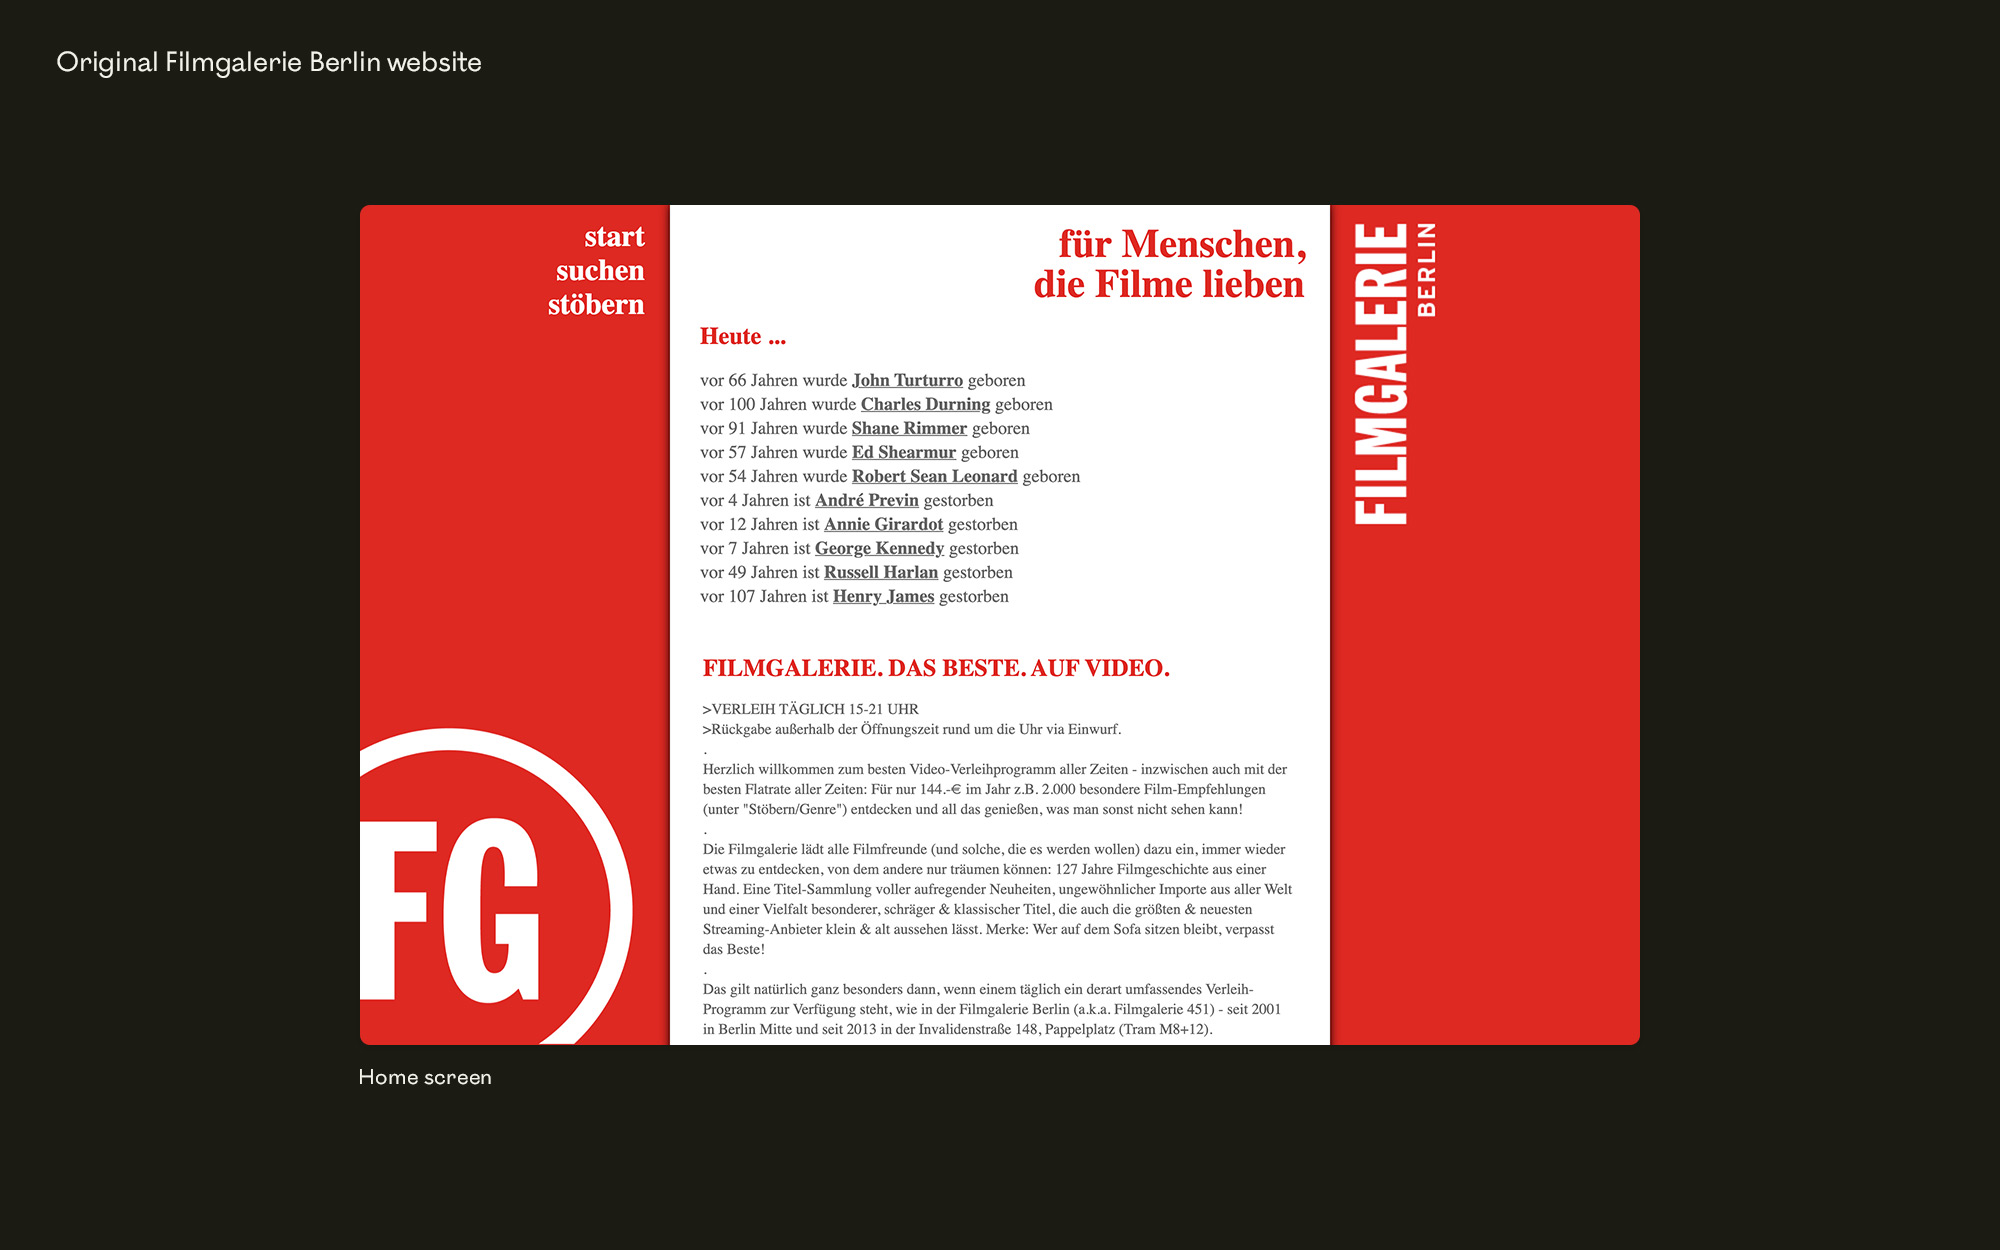 Original Filmgalerie Berlin website
start
suchen
stöbern
für Menschen,
die Filme lieben
FILMGALERIE
BERLIN
Heute ...
vor 66 Jahren wurde John Turturro geboren
vor 100 Jahren wurde Charles Durning geboren
vor 91 Jahren wurde Shane Rimmer geboren
vor 57 Jahren wurde Ed Shearmur geboren
vor 54 Jahren wurde Robert Sean Leonard geboren
vor 4 Jahren ist André Previn gestorben
vor 12 Jahren ist Annie Girardot gestorben
vor 7 Jahren ist George Kennedy gestorben
vor 49 Jahren ist Russell Harlan gestorben
vor 107 Jahren ist Henry James gestorben
FILMGALERIE. DAS BESTE. AUF VIDEO.
>VERLEIH TÄGLICH 15-21 UHR
>Rückgabe außerhalb der Öffnungszeit rund um die Uhr via Einwurf.
.
Herzlich willkommen zum besten Video-Verleihprogramm aller Zeiten - inzwischen auch mit der
besten Flatrate aller Zeiten: Für nur 144.-€ im Jahr z.B. 2.000 besondere Film-Empfehlungen
(unter "Stöbern/Genre") entdecken und all das genießen, was man sonst nicht sehen kann!
.
Die Filmgalerie lädt alle Filmfreunde (und solche, die es werden wollen) dazu ein, immer wieder
etwas zu entdecken, von dem andere nur träumen können: 127 Jahre Filmgeschichte aus einer
Hand. Eine Titel-Sammlung voller aufregender Neuheiten, ungewöhnlicher Importe aus aller Welt
und einer Vielfalt besonderer, schräger & klassischer Titel, die auch die größten & neuesten
Streaming-Anbieter klein & alt aussehen lässt. Merke: Wer auf dem Sofa sitzen bleibt, verpasst
das Beste!
.
Das gilt natürlich ganz besonders dann, wenn einem täglich ein derart umfassendes Verleih-
Programm zur Verfügung steht, wie in der Filmgalerie Berlin (a.k.a. Filmgalerie 451) - seit 2001
in Berlin Mitte und seit 2013 in der Invalidenstraße 148, Pappelplatz (Tram M8+12).
FG
Home screen